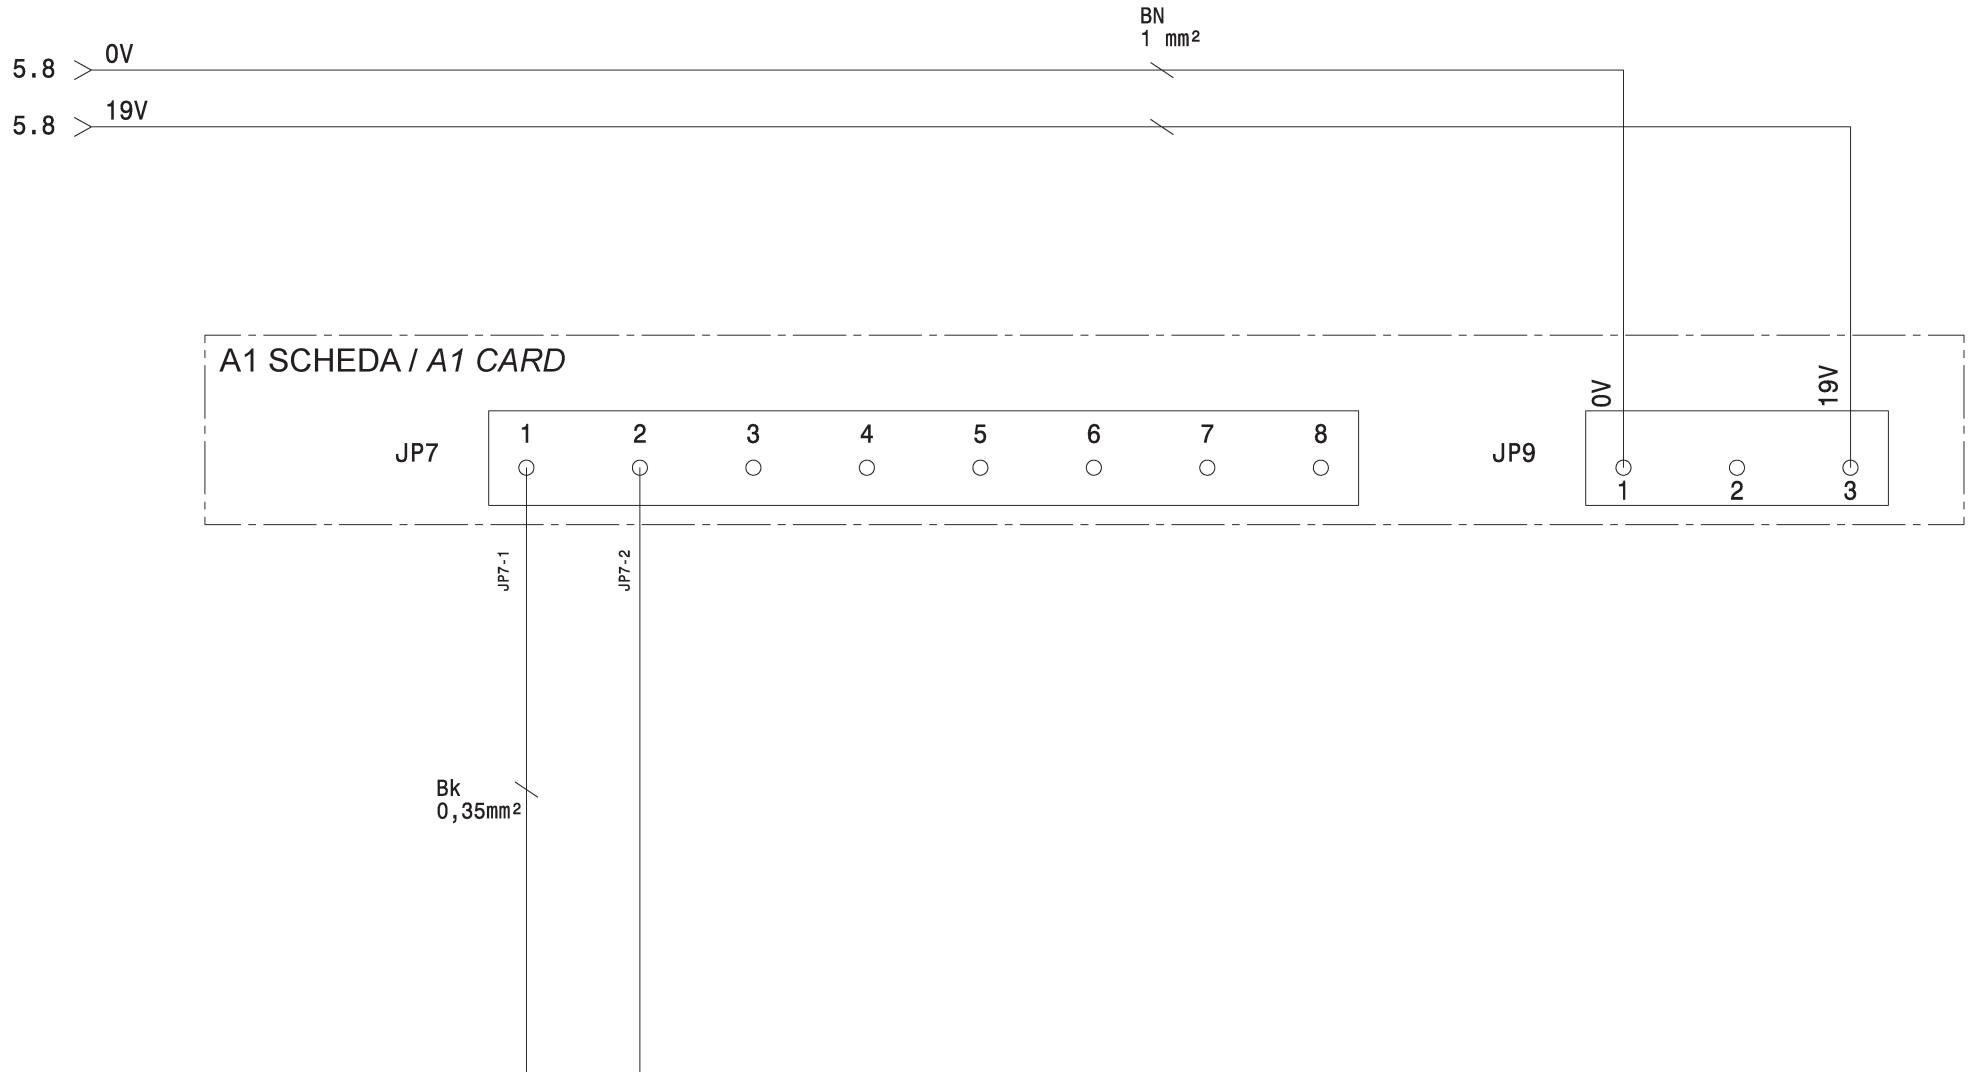 BN
1 mm²
5.8 0V
5.8 19V
A1 SCHEDA / A1 CARD
0V 19V
JP7 1 2 3 4 5 6 7 8
JP9 1 2 3
JP7-1 JP7-2
Bk
0,35mm²